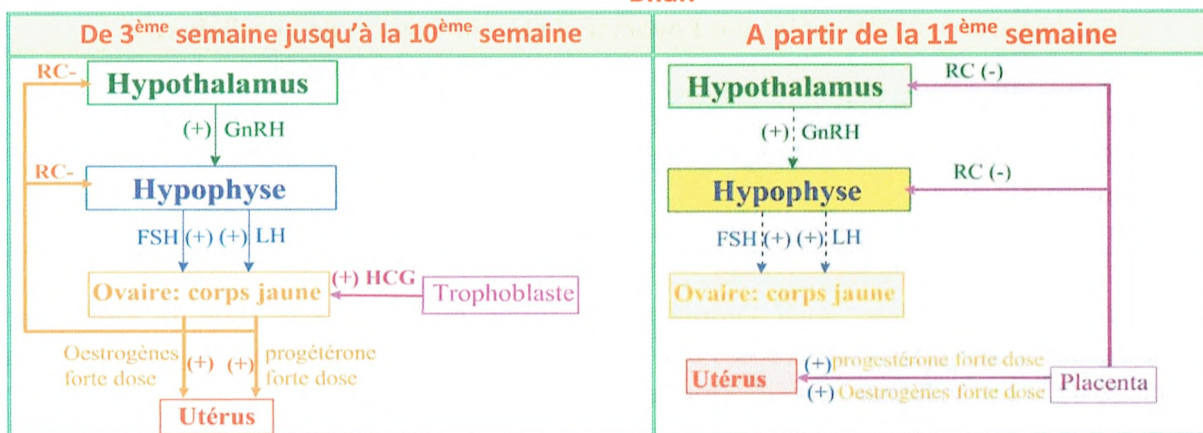 De 3ème semaine jusqu'à la 10ème semaine
RC-
Hypothalamus
(+) GnRH
RC-
Hypophyse
FSH (+) (+) LH
Ovaire: corps jaune
(+) HCG
Trophoblaste
Oestrogènes (+) (+) progétérone
forte dose forte dose
Utérus
A partir de la 11ème semaine
RC (-)
Hypothalamus
(+) GnRH
RC (-)
Hypophyse
FSH (+) (+) LH
Ovaire: corps jaune
(+) progestérone forte dose
Utérus
Placenta
(+) Oestrogènes forte dose